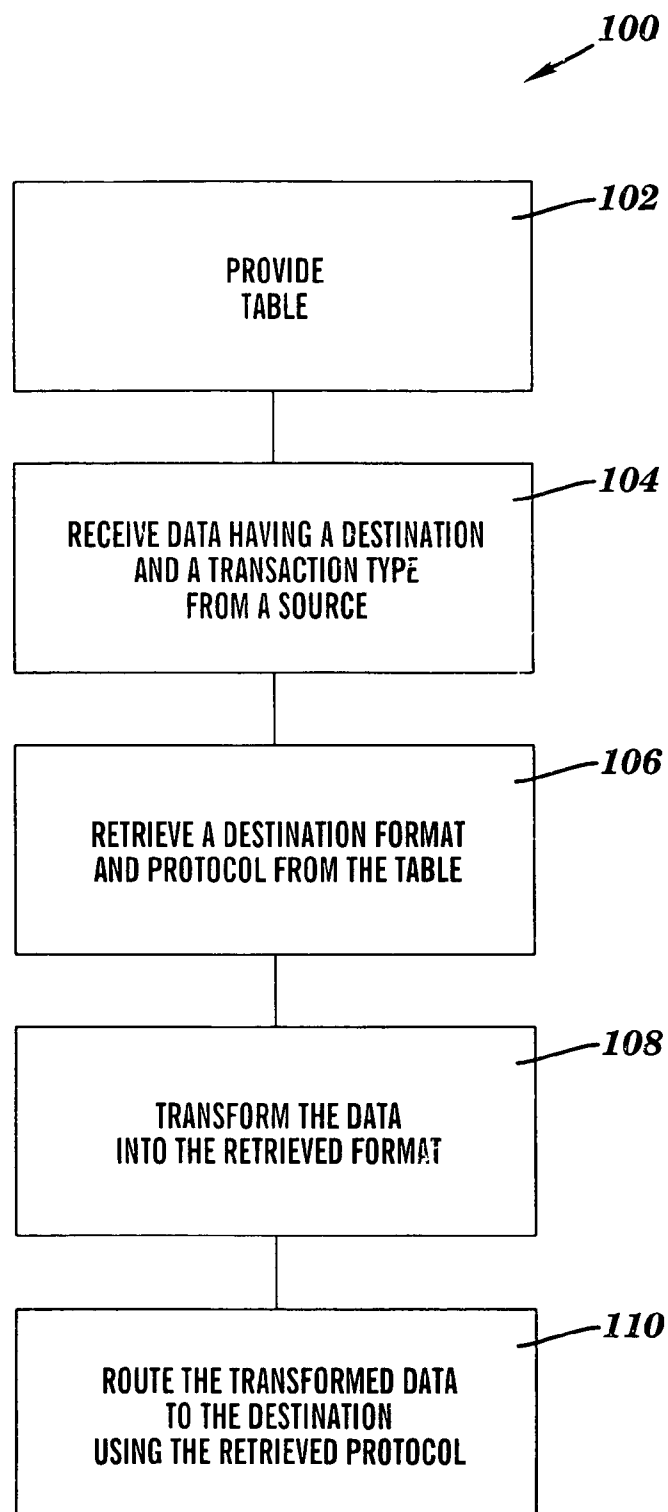 100
102
PROVIDE
TABLE
104
RECEIVE DATA HAVING A DESTINATION
AND A TRANSACTION TYPE
FROM A SOURCE
106
RETRIEVE A DESTINATION FORMAT
AND PROTOCOL FROM THE TABLE
108
TRANSFORM THE DATA
INTO THE RETRIEVED FORMAT
110
ROUTE THE TRANSFORMED DATA
TO THE DESTINATION
USING THE RETRIEVED PROTOCOL